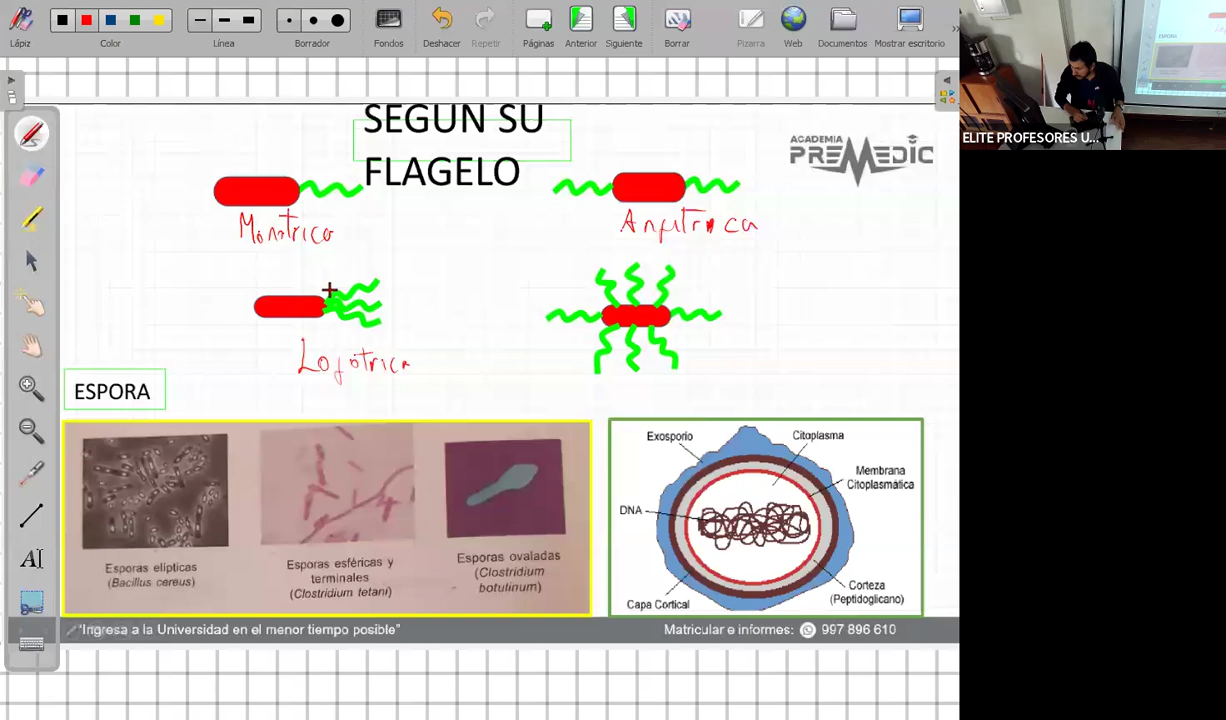 Lápiz
Color
Línea
Borrador
Fondos
Deshacer
Repetir
Páginas
Anterior
Siguiente
Borrar
Pizarra
Web
Documentos
Mostrar escritorio
ELITE PROFESORES U...
SEGUN SU
FLAGELO
ACADEMIA
PREMEDIC
Monotrica
Anfitrica
Lofotrica
ESPORA
Esporas elípticas
(Bacillus cereus)
Esporas esféricas y
terminales
(Clostridium tetani)
Esporas ovaladas
(Clostridium
botulinum)
Exosporio
Citoplasma
Membrana
Citoplasmática
DNA
Corteza
(Peptidoglicano)
Capa Cortical
"Ingresa a la Universidad en el menor tiempo posible"
Matricular e informes: 997 896 610